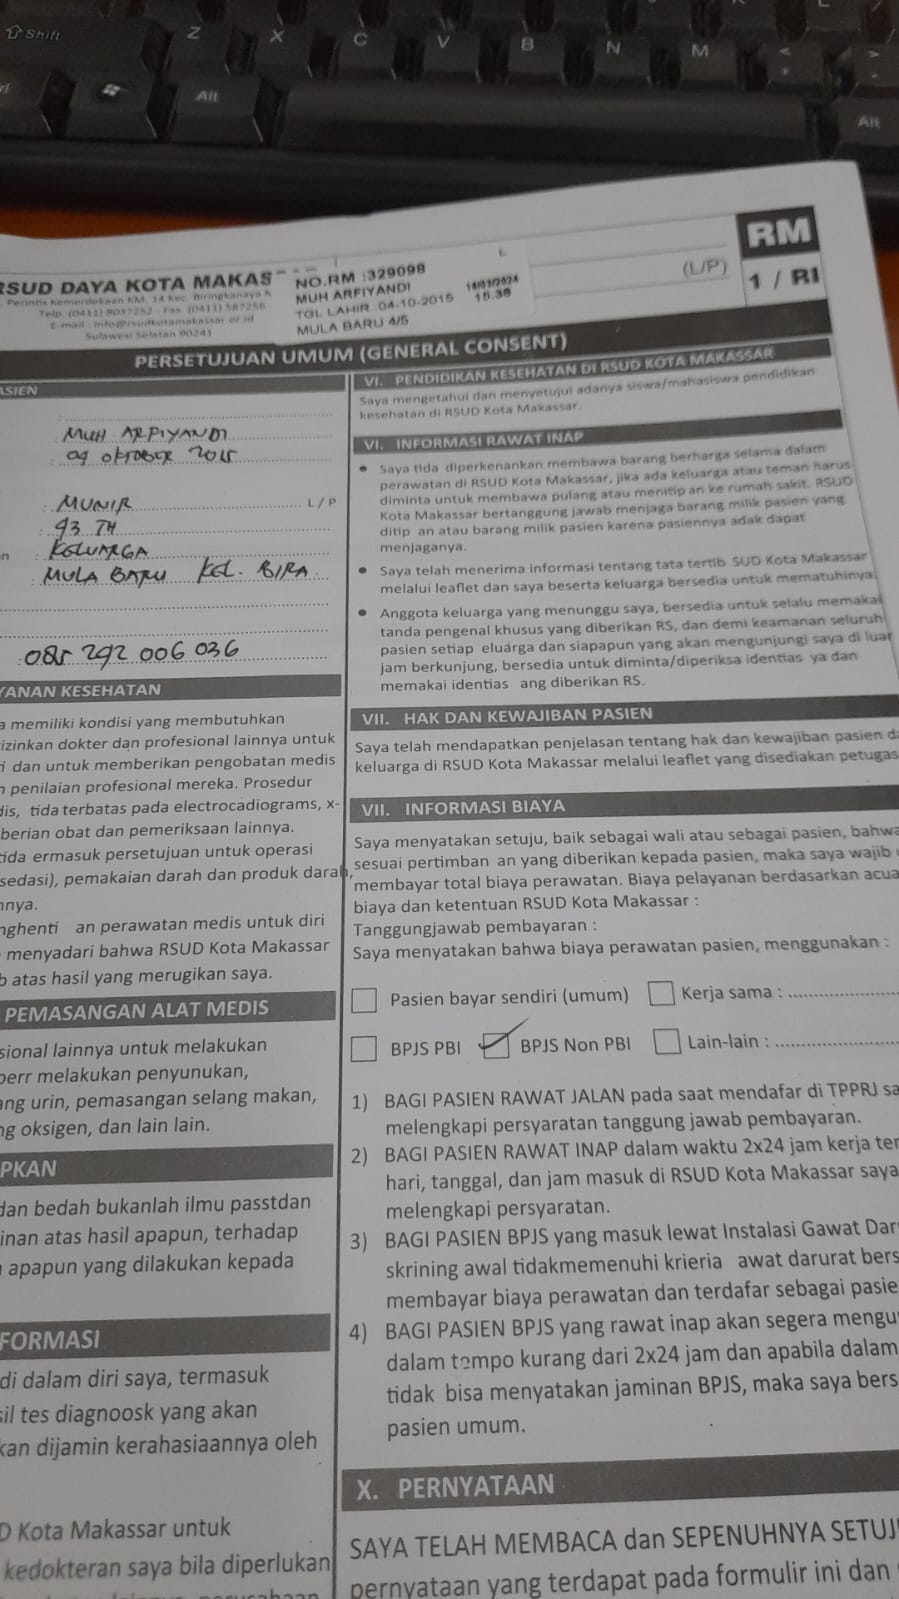 Shift
Z X C V B N M < >
Alt
Alt
RSUD DAYA KOTA MAKAS
Perintis Kemerdekaan KM. 14 Kec. Biringkanaya
Telp. (0411) 8037252 - Fax. (0411) 587256
E-mail : info@rsudkotamakassar.or.id
Sulawesi Selatan 90241
NO.RM :329098
MUH ARFIYANDI
TGL LAHIR :04-10-2015
15.38
MULA BARU 4/5
(L/P)
RM
1 / RI
PERSETUJUAN UMUM (GENERAL CONSENT)
ASIEN
MUH ARPIYANDI
OKTOBER 2015
MUNIR L / P
TH
KELUARGA
MULA BARU KEL. BIRA
085 292 006 036
YANAN KESEHATAN
a memiliki kondisi yang membutuhkan
izinkan dokter dan profesional lainnya untuk
i dan untuk memberikan pengobatan medis
n penilaian profesional mereka. Prosedur
dis, tida terbatas pada electrocadiograms, x-
berian obat dan pemeriksaan lainnya.
tida ermasuk persetujuan untuk operasi
sedasi), pemakaian darah dan produk darah,
nnya.
nghenti an perawatan medis untuk diri
menyadari bahwa RSUD Kota Makassar
b atas hasil yang merugikan saya.
PEMASANGAN ALAT MEDIS
sional lainnya untuk melakukan
perr melakukan penyunukan,
ang urin, pemasangan selang makan,
ng oksigen, dan lain lain.
PKAN
dan bedah bukanlah ilmu passtdan
inan atas hasil apapun, terhadap
apapun yang dilakukan kepada
FORMASI
di dalam diri saya, termasuk
sil tes diagnoosk yang akan
kan dijamin kerahasiaannya oleh
D Kota Makassar untuk
kedokteran saya bila diperlukan
VI. PENDIDIKAN KESEHATAN DI RSUD KOTA MAKASSAR
Saya mengetahui dan menyetujui adanya siswa/mahasiswa pendidikan
kesehatan di RSUD Kota Makassar.
VI. INFORMASI RAWAT INAP
• Saya tida diperkenankan membawa barang berharga selama dalam
perawatan di RSUD Kota Makassar, jika ada keluarga atau teman harus
diminta untuk membawa pulang atau menitip an ke rumah sakit. RSUD
Kota Makassar bertanggung jawab menjaga barang milik pasien yang
ditip an atau barang milik pasien karena pasiennya adak dapat
menjaganya.
• Saya telah menerima informasi tentang tata tertib SUD Kota Makassar
melalui leaflet dan saya beserta keluarga bersedia untuk mematuhinya.
• Anggota keluarga yang menunggu saya, bersedia untuk selalu memakai
tanda pengenal khusus yang diberikan RS, dan demi keamanan seluruh
pasien setiap eluarga dan siapapun yang akan mengunjungi saya di luar
jam berkunjung, bersedia untuk diminta/diperiksa identias ya dan
memakai identias ang diberikan RS.
VII. HAK DAN KEWAJIBAN PASIEN
Saya telah mendapatkan penjelasan tentang hak dan kewajiban pasien da
keluarga di RSUD Kota Makassar melalui leaflet yang disediakan petugas
VII. INFORMASI BIAYA
Saya menyatakan setuju, baik sebagai wali atau sebagai pasien, bahwa
sesuai pertimban an yang diberikan kepada pasien, maka saya wajib
membayar total biaya perawatan. Biaya pelayanan berdasarkan acua
biaya dan ketentuan RSUD Kota Makassar :
Tanggungjawab pembayaran :
Saya menyatakan bahwa biaya perawatan pasien, menggunakan :
Pasien bayar sendiri (umum) Kerja sama :
BPJS PBI BPJS Non PBI Lain-lain :
1) BAGI PASIEN RAWAT JALAN pada saat mendafar di TPPRJ sa
melengkapi persyaratan tanggung jawab pembayaran.
2) BAGI PASIEN RAWAT INAP dalam waktu 2x24 jam kerja ter
hari, tanggal, dan jam masuk di RSUD Kota Makassar saya
melengkapi persyaratan.
3) BAGI PASIEN BPJS yang masuk lewat Instalasi Gawat Dar
skrining awal tidakmemenuhi krieria awat darurat bers
membayar biaya perawatan dan terdafar sebagai pasie
4) BAGI PASIEN BPJS yang rawat inap akan segera mengu
dalam tempo kurang dari 2x24 jam dan apabila dalam
tidak bisa menyatakan jaminan BPJS, maka saya bers
pasien umum.
X. PERNYATAAN
SAYA TELAH MEMBACA dan SEPENUHNYA SETUJ
pernyataan yang terdapat pada formulir ini dan